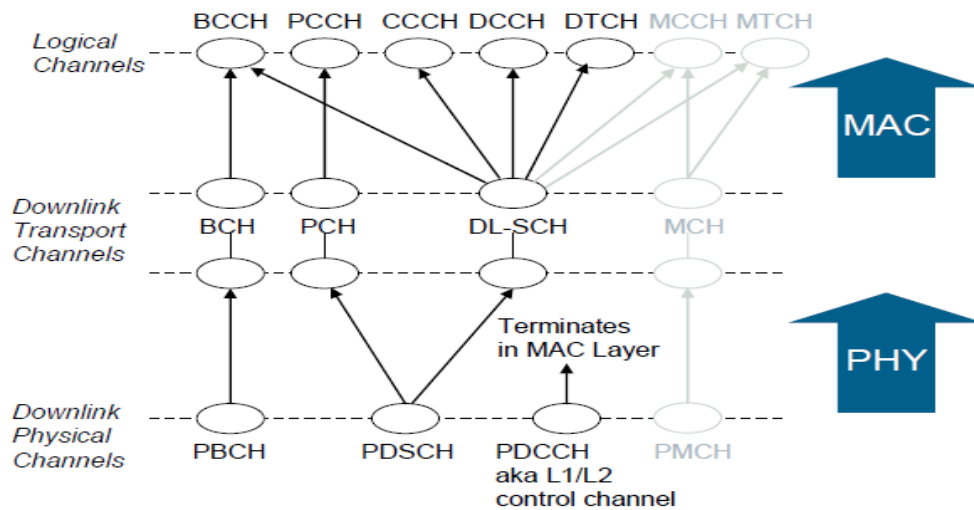 BCCH PCCH CCCH DCCH DTCH MCCH MTCH
Logical
Channels
MAC
Downlink
Transport
Channels
BCH PCH DL-SCH MCH
Terminates
in MAC Layer
PHY
Downlink
Physical
Channels
PBCH PDSCH PDCCH PMCH
aka L1/L2
control channel